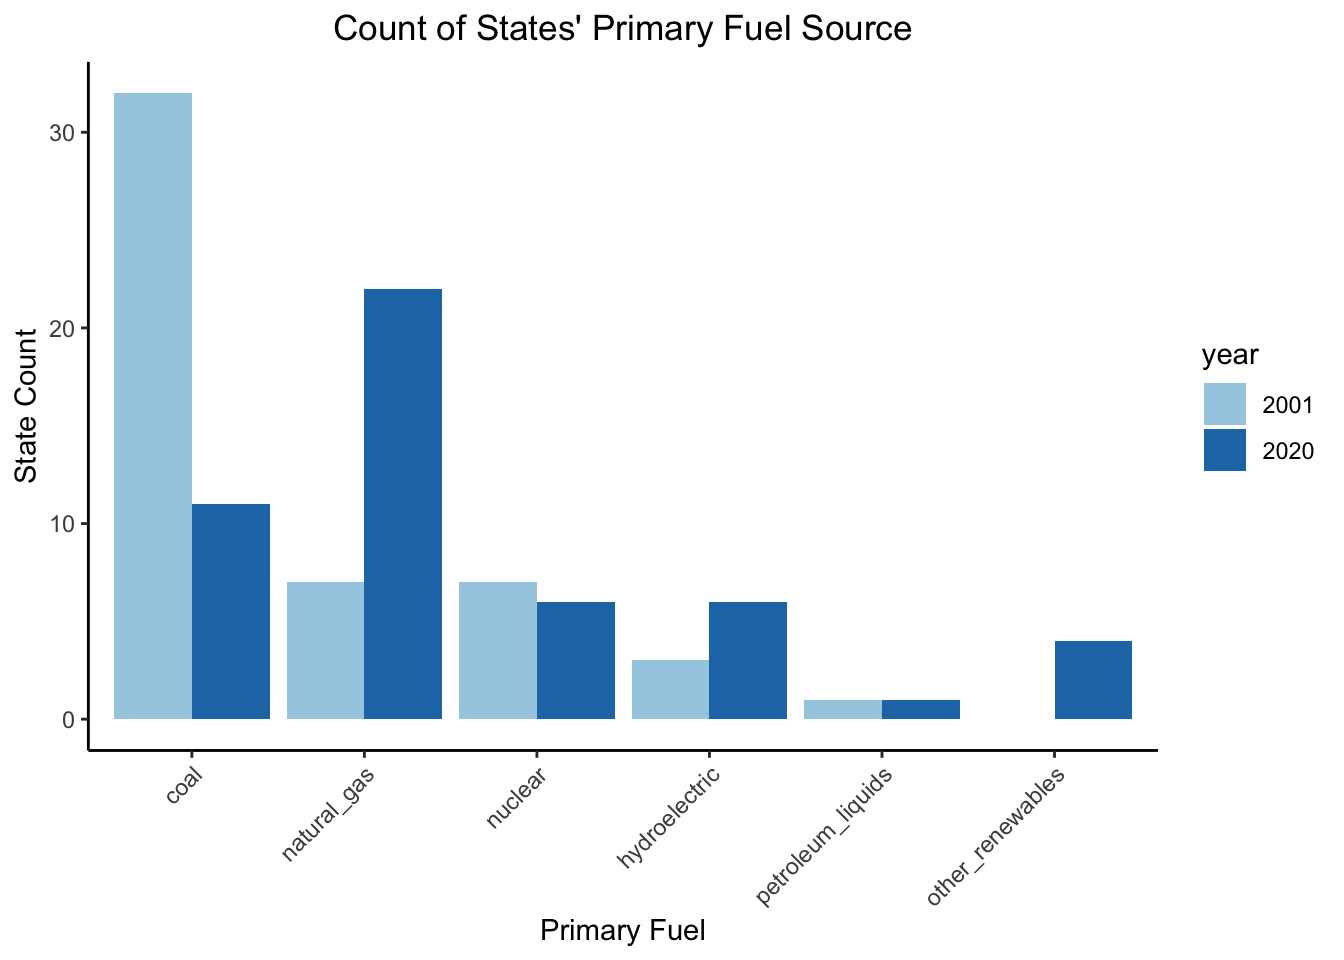 Count of States' Primary Fuel Source
State Count
30
20
10
0
coal
natural_gas
nuclear
hydroelectric
petroleum_liquids
other_renewables
Primary Fuel
year
2001
2020